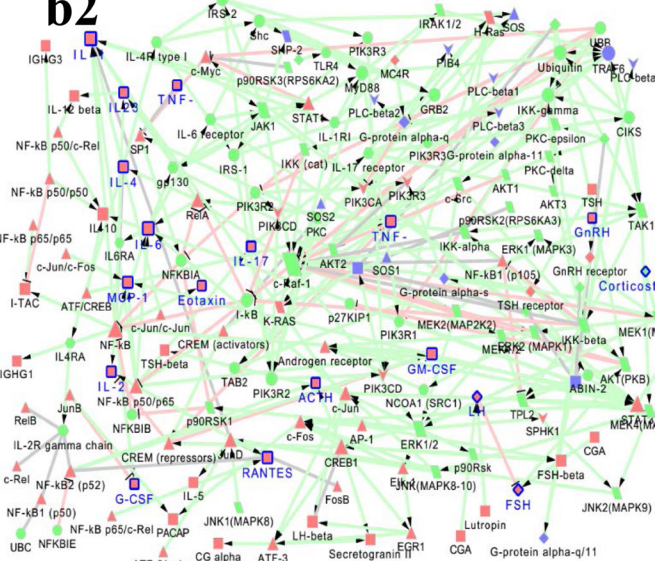 b2
IRS-2
Shc
IRAK1/2
H-Ras
SOS
IGHG3
IL-4R type I
SHP-2
PIK3R3
UBB
c-Myc
TLR4
Ubiquitin
TRAF6
p90RSK3(RPS6KA2)
MC4R
PLC-beta
MyD88
PLC-beta1
IL-12 beta
IL23
TNF-
STAT1
PLC-beta2
GRB2
IKK-gamma
IL-6 receptor
JAK1
IL-1RI
G-protein alpha-q
PLC-beta3
CIKS
NF-kB p50/c-Rel
SP1
PKC-epsilon
IRS-1
IKK (cat)
IL-17 receptor
PIK3R3
G-protein alpha-11
IL-4
gp130
PKC-delta
NF-kB p50/p50
PIK3R2
PIK3CA
PIK3R3
c-Src
AKT1
TSH
RelA
SOS2
AKT3
IL10
PIK3CD
PKC
TNF-
p90RSK2(RPS6KA3)
GnRH
TAK1
NF-kB p65/p65
IL-6
IL6RA
IL-17
IKK-alpha
ERK1 (MAPK3)
c-Jun/c-Fos
NFKBIA
AKT2
SOS1
NF-kB1 (p105)
GnRH receptor
I-TAC
MCP-1
Eotaxin
c-Raf-1
G-protein alpha-s
Corticost
ATF/CREB
I-kB
p27KIP1
TSH receptor
c-Jun/c-Jun
K-RAS
PIK3R1
MEK2(MAP2K2)
MEK1(M
NF-kB
CREM (activators)
ERK2 (MAPK1)
IKK-beta
IL4RA
TSH-beta
Androgen receptor
GM-CSF
IGHG1
IL-2
TAB2
PIK3R2
PIK3CD
ABIN-2
AKT(PKB)
NF-kB p50/p65
ACTH
NCOA1 (SRC1)
LH
JunB
c-Jun
TPL2
RelB
NFKBIB
p90RSK1
c-Fos
SPHK1
IL-2R gamma chain
AP-1
ERK1/2
CGA
CREM (repressors)
JunD
CREB1
c-Rel
RANTES
p90Rsk
FSH-beta
NF-kB2 (p52)
JNK(MAPK8-10)
G-CSF
IL-5
FosB
FSH
JNK2(MAPK9)
NF-kB1 (p50)
NF-kB p65/c-Rel
PACAP
JNK1(MAPK8)
LH-beta
Lutropin
UBC
NFKBIE
CG alpha
ATF-3
Secretogranin II
EGR1
CGA
G-protein alpha-q/11